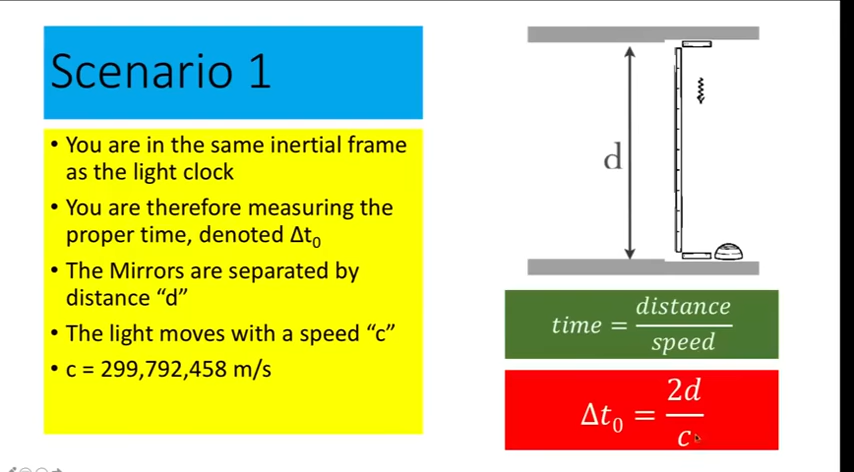 Scenario 1
• You are in the same inertial frame
as the light clock
• You are therefore measuring the
proper time, denoted Δt₀
• The Mirrors are separated by
distance “d”
• The light moves with a speed “c”
• c = 299,792,458 m/s
d
time = distance/speed
Δt₀ = 2d/c